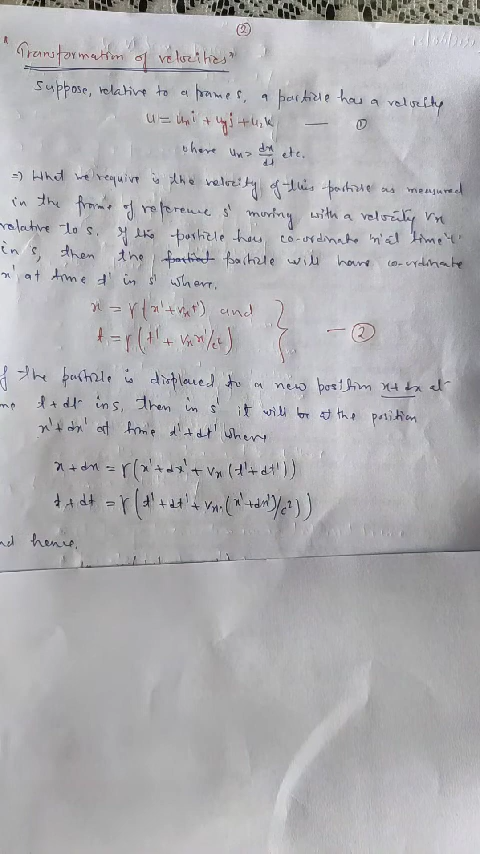 ②
"Transformation of velocities"
Suppose, relative to a frame s, a particle has a velocity
u = uxi + uyj + uzk — ①
where ux = dx/dt etc.
⇒ What we require is the velocity of this particle as measured
in the frame of reference s' moving with a velocity Vx
relative to s. If the particle has co-ordinate x at time t
in s, then the particle will have co-ordinate
x' at time t' in s' where,
x = γ(x' + vxt') and
t = γ(t' + vxx'/c²) } — ②
f the particle is displaced to a new position x+dx at
me t+dt in s, then in s' it will be at the position
x'+dx' at time t'+dt' where
x+dx = γ(x'+dx' + Vx (t'+dt'))
t+dt = γ(t'+dt' + Vx.(x'+dx')/c²))
nd hence,